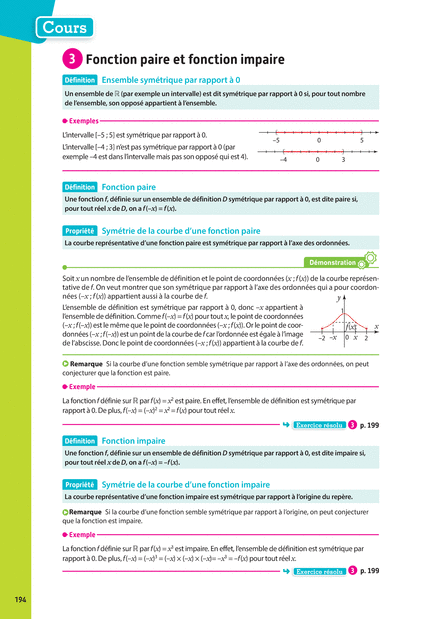 Cours
3 Fonction paire et fonction impaire
Définition Ensemble symétrique par rapport à 0
Un ensemble de ℝ (par exemple un intervalle) est dit symétrique par rapport à 0 si, pour tout nombre
de l'ensemble, son opposé appartient à l'ensemble.
Exemples
L'intervalle [–5 ; 5] est symétrique par rapport à 0.
L'intervalle [–4 ; 3] n'est pas symétrique par rapport à 0 (par
exemple –4 est dans l'intervalle mais pas son opposé qui est 4).
–5 0 5
–4 0 3
Définition Fonction paire
Une fonction f, définie sur un ensemble de définition D symétrique par rapport à 0, est dite paire si,
pour tout réel x de D, on a f(–x) = f(x).
Propriété Symétrie de la courbe d'une fonction paire
La courbe représentative d'une fonction paire est symétrique par rapport à l'axe des ordonnées.
Démonstration
Soit x un nombre de l'ensemble de définition et le point de coordonnées (x ; f(x)) de la courbe représen-
tative de f. On veut montrer que son symétrique par rapport à l'axe des ordonnées qui a pour coordon-
nées (–x ; f(x)) appartient aussi à la courbe de f.
L'ensemble de définition est symétrique par rapport à 0, donc –x appartient à
l'ensemble de définition. Comme f(–x) = f(x) pour tout x, le point de coordonnées
(–x ; f(–x)) est le même que le point de coordonnées (–x ; f(x)). Or le point de coor-
données (–x ; f(–x)) est un point de la courbe de f car l'ordonnée est égale à l'image
de l'abscisse. Donc le point de coordonnées (–x ; f(x)) appartient à la courbe de f.
y
1
f(x)
x
–2 –x 0 x 2
Remarque Si la courbe d'une fonction semble symétrique par rapport à l'axe des ordonnées, on peut
conjecturer que la fonction est paire.
Exemple
La fonction f définie sur ℝ par f(x) = x² est paire. En effet, l'ensemble de définition est symétrique par
rapport à 0. De plus, f(–x) = (–x)² = x² = f(x) pour tout réel x.
Exercice résolu 3 p. 199
Définition Fonction impaire
Une fonction f, définie sur un ensemble de définition D symétrique par rapport à 0, est dite impaire si,
pour tout réel x de D, on a f(–x) = –f(x).
Propriété Symétrie de la courbe d'une fonction impaire
La courbe représentative d'une fonction impaire est symétrique par rapport à l'origine du repère.
Remarque Si la courbe d'une fonction semble symétrique par rapport à l'origine, on peut conjecturer
que la fonction est impaire.
Exemple
La fonction f définie sur ℝ par f(x) = x³ est impaire. En effet, l'ensemble de définition est symétrique par
rapport à 0. De plus, f(–x) = (–x)³ = (–x) × (–x) × (–x) = –x³ = –f(x) pour tout réel x.
Exercice résolu 3 p. 199
194